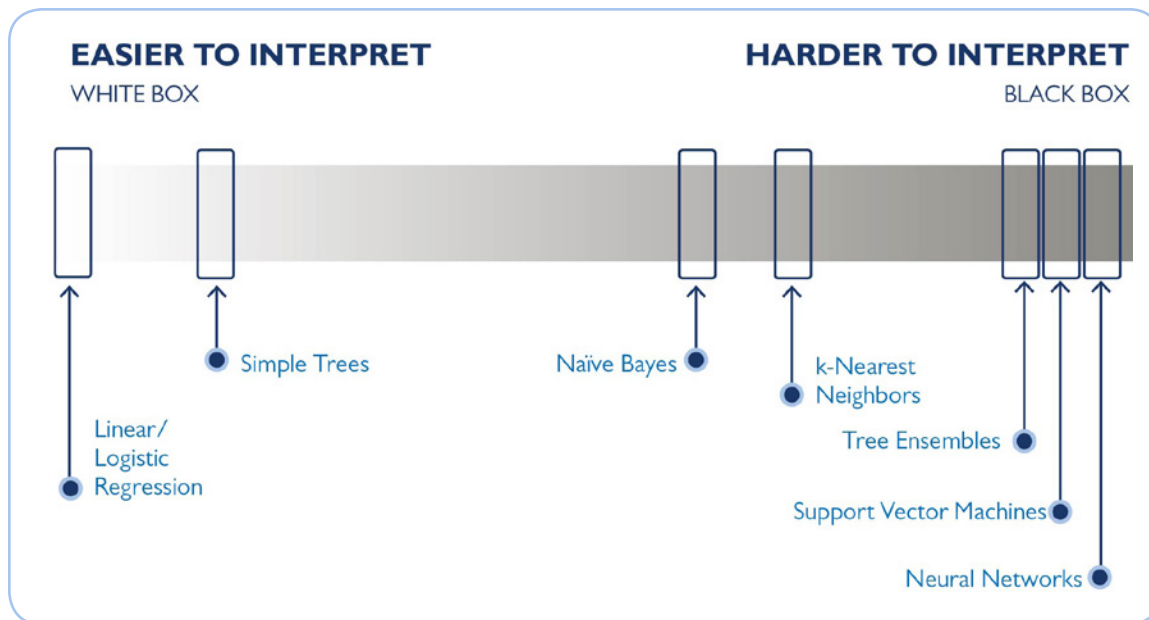 EASIER TO INTERPRET
WHITE BOX
HARDER TO INTERPRET
BLACK BOX
Linear/
Logistic
Regression
Simple Trees
Naïve Bayes
k-Nearest
Neighbors
Tree Ensembles
Support Vector Machines
Neural Networks